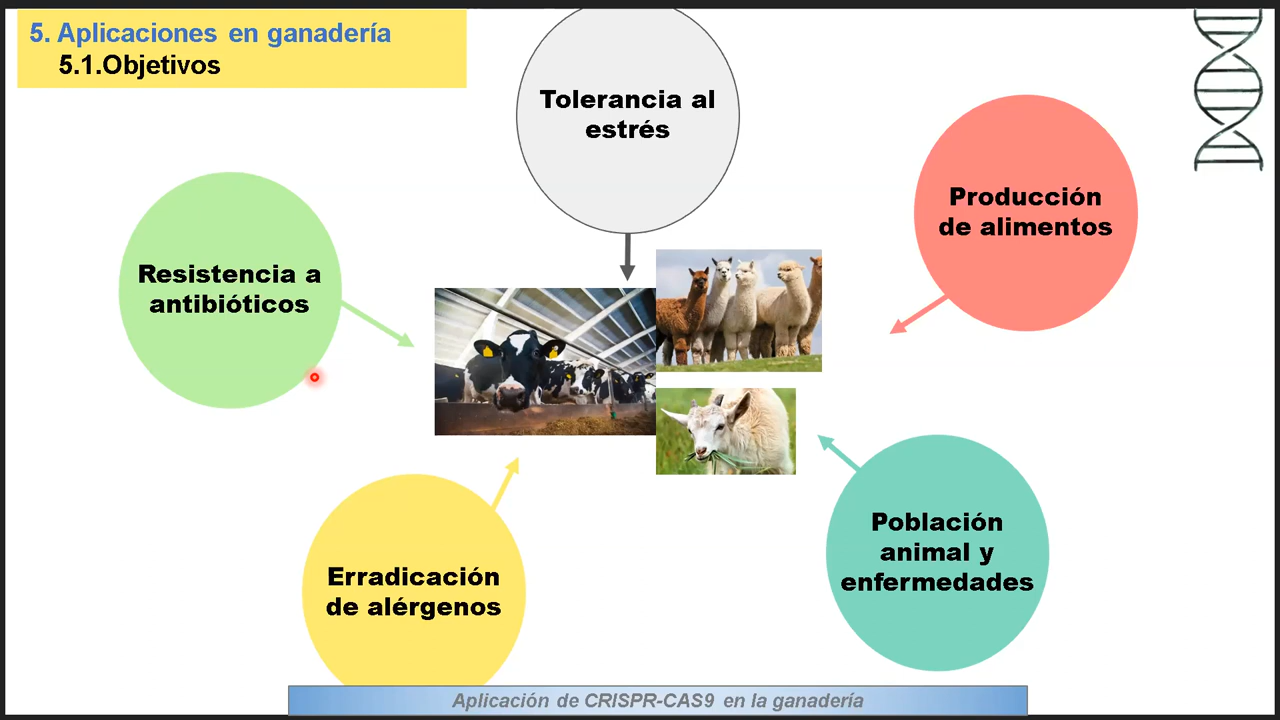 5. Aplicaciones en ganadería
5.1.Objetivos
Tolerancia al
estrés
Producción
de alimentos
Resistencia a
antibióticos
Población
animal y
enfermedades
Erradicación
de alérgenos
Aplicación de CRISPR-CAS9 en la ganadería